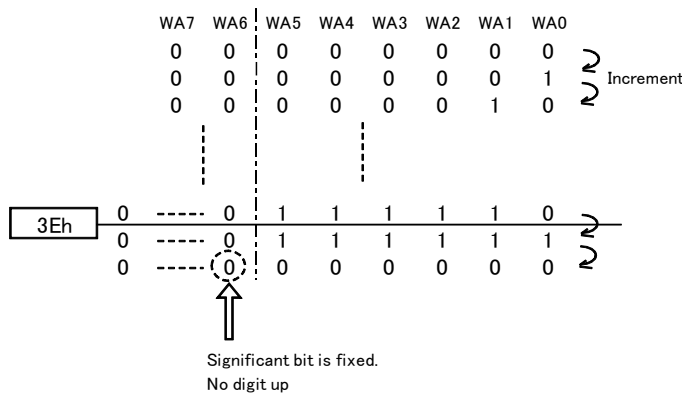 WA7 WA6 WA5 WA4 WA3 WA2 WA1 WA0
0 0 0 0 0 0 0 0
0 0 0 0 0 0 0 1
Increment
0 0 0 0 0 0 1 0
3Eh
0 ----- 0 1 1 1 1 1 0
0 ----- 0 1 1 1 1 1 1
0 ----- 0 0 0 0 0 0 0
Significant bit is fixed.
No digit up